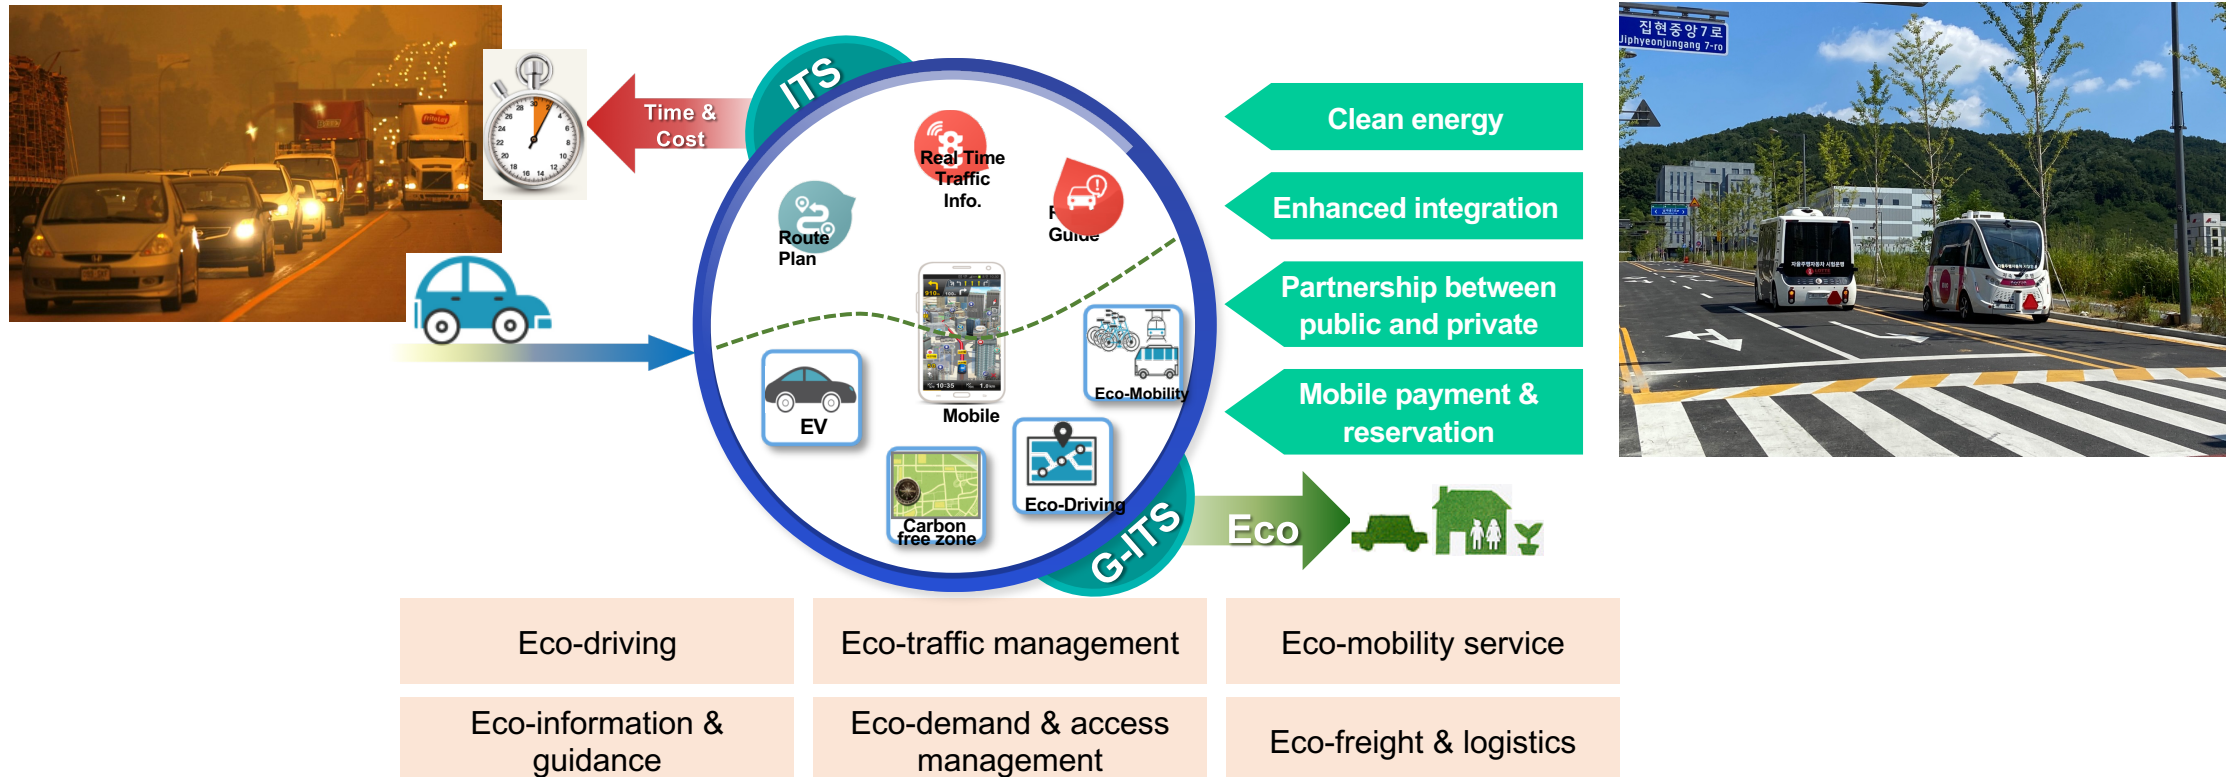 ITS
Time &
Cost
Real Time
Traffic
Info.
Guide
Route
Plan
Mobile
EV
Eco-Mobility
Eco-Driving
Carbon
free zone
G-ITS
Eco
Clean energy
Enhanced integration
Partnership between
public and private
Mobile payment &
reservation
집현중앙7로
Jiphyeonjungang 7-ro
Eco-driving
Eco-traffic management
Eco-mobility service
Eco-information &
guidance
Eco-demand & access
management
Eco-freight & logistics